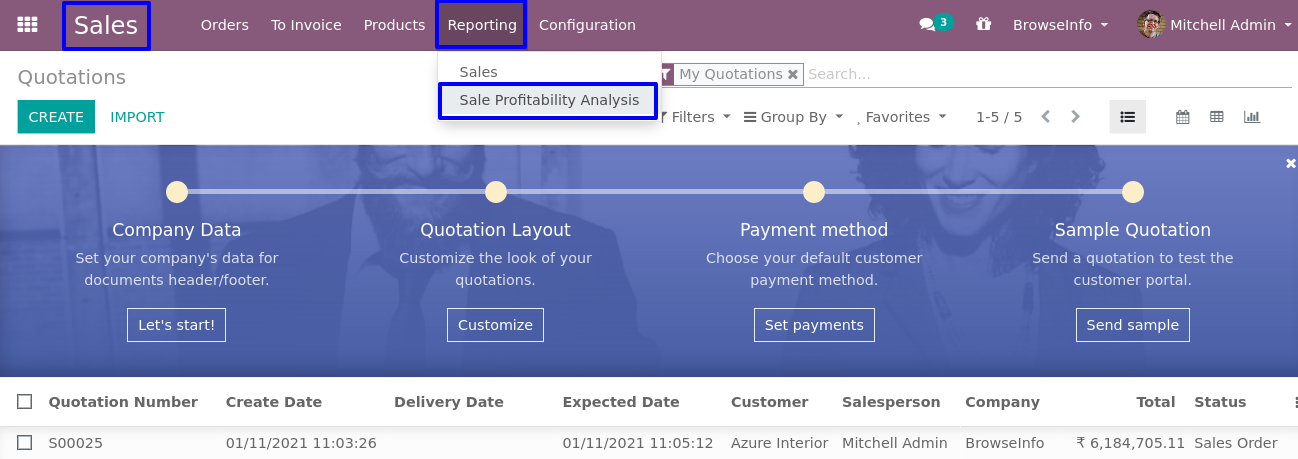 Sales Orders To Invoice Products Reporting Configuration 3 BrowseInfo Mitchell Admin
Sales
Quotations My Quotations Search...
Sale Profitability Analysis
CREATE IMPORT Filters Group By Favorites 1-5 / 5
Company Data Quotation Layout Payment method Sample Quotation
Set your company's data for Customize the look of your Choose your default customer Send a quotation to test the
documents header/footer. quotations. payment method. customer portal.
Let's start! Customize Set payments Send sample
Quotation Number Create Date Delivery Date Expected Date Customer Salesperson Company Total Status
S00025 01/11/2021 11:03:26 01/11/2021 11:05:12 Azure Interior Mitchell Admin BrowseInfo ₹ 6,184,705.11 Sales Order